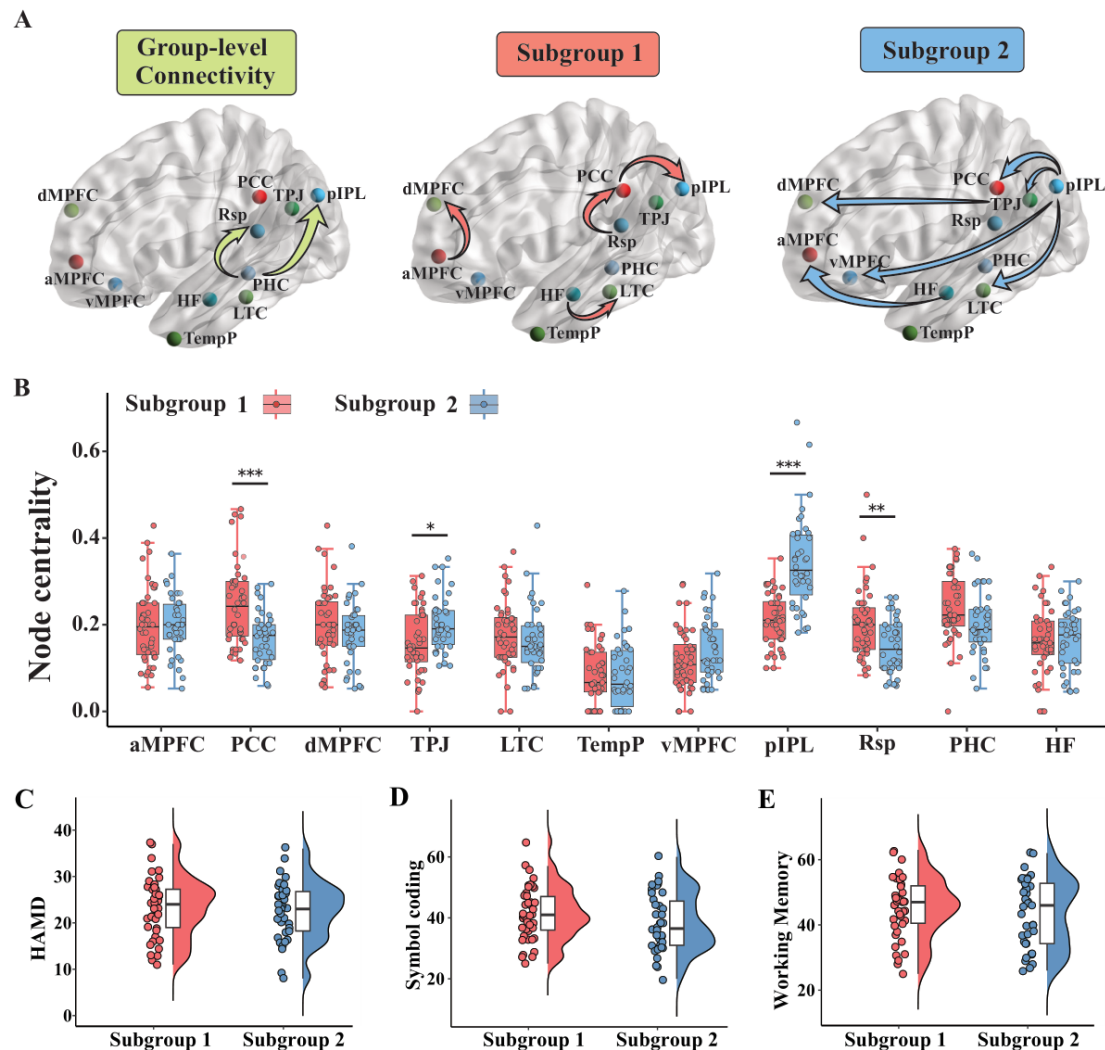 A
Group-level
Connectivity
Subgroup 1
Subgroup 2
dMPFC
PCC
TPJ
pIPL
Rsp
aMPFC
vMPFC
PHC
HF
LTC
TempP
dMPFC
PCC
pIPL
TPJ
Rsp
aMPFC
vMPFC
PHC
HF
LTC
TempP
dMPFC
PCC
pIPL
TPJ
Rsp
aMPFC
vMPFC
PHC
HF
LTC
TempP
B
Subgroup 1
Subgroup 2
Node centrality
0.6
0.4
0.2
0.0
***
*
***
**
aMPFC PCC dMPFC TPJ LTC TempP vMPFC pIPL Rsp PHC HF
C
HAMD
40
30
20
10
0
Subgroup 1 Subgroup 2
D
Symbol coding
60
40
20
Subgroup 1 Subgroup 2
E
Working Memory
60
40
20
Subgroup 1 Subgroup 2